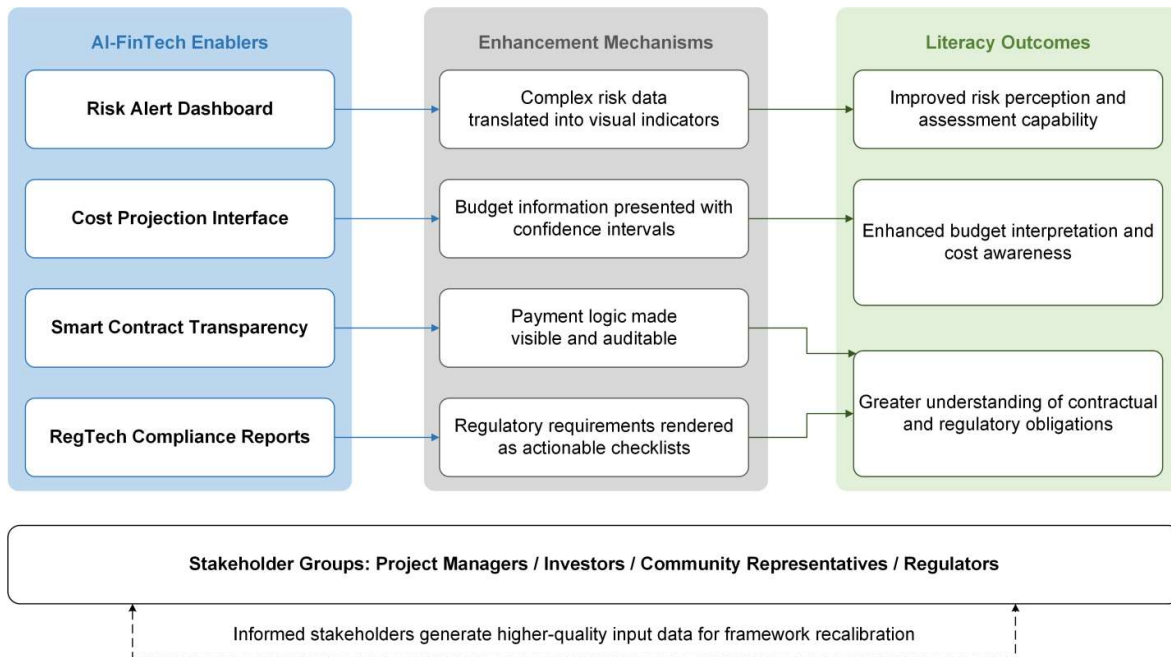 AI-FinTech Enablers
Risk Alert Dashboard
Cost Projection Interface
Smart Contract Transparency
RegTech Compliance Reports
Enhancement Mechanisms
Complex risk data
translated into visual indicators
Budget information presented with
confidence intervals
Payment logic made
visible and auditable
Regulatory requirements rendered
as actionable checklists
Literacy Outcomes
Improved risk perception and
assessment capability
Enhanced budget interpretation and
cost awareness
Greater understanding of contractual
and regulatory obligations
Stakeholder Groups: Project Managers / Investors / Community Representatives / Regulators
Informed stakeholders generate higher-quality input data for framework recalibration